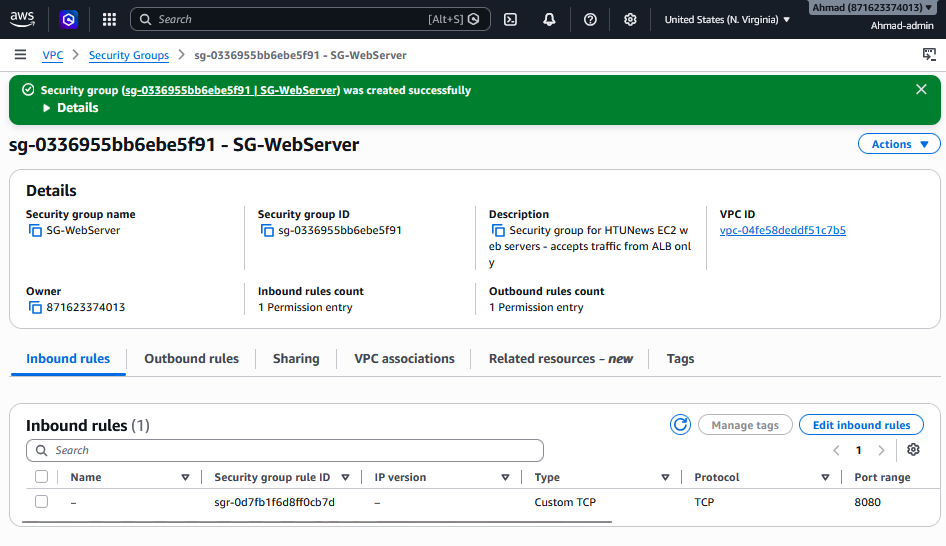 aws
Search [Alt+S]
United States (N. Virginia)
Ahmad (871623374013)
Ahmad-admin
VPC
Security Groups
sg-0336955bb6ebe5f91 - SG-WebServer
Security group (sg-0336955bb6ebe5f91 | SG-WebServer) was created successfully
Details
sg-0336955bb6ebe5f91 - SG-WebServer
Actions
Details
Security group name
SG-WebServer
Security group ID
sg-0336955bb6ebe5f91
Description
Security group for HTUNews EC2 w
eb servers - accepts traffic from ALB onl
y
VPC ID
vpc-04fe58deddf51c7b5
Owner
871623374013
Inbound rules count
1 Permission entry
Outbound rules count
1 Permission entry
Inbound rules
Outbound rules
Sharing
VPC associations
Related resources – new
Tags
Inbound rules (1)
Manage tags
Edit inbound rules
Search
1
Name Security group rule ID IP version Type Protocol Port range
– sgr-0d7fb1f6d8ff0cb7d – Custom TCP TCP 8080